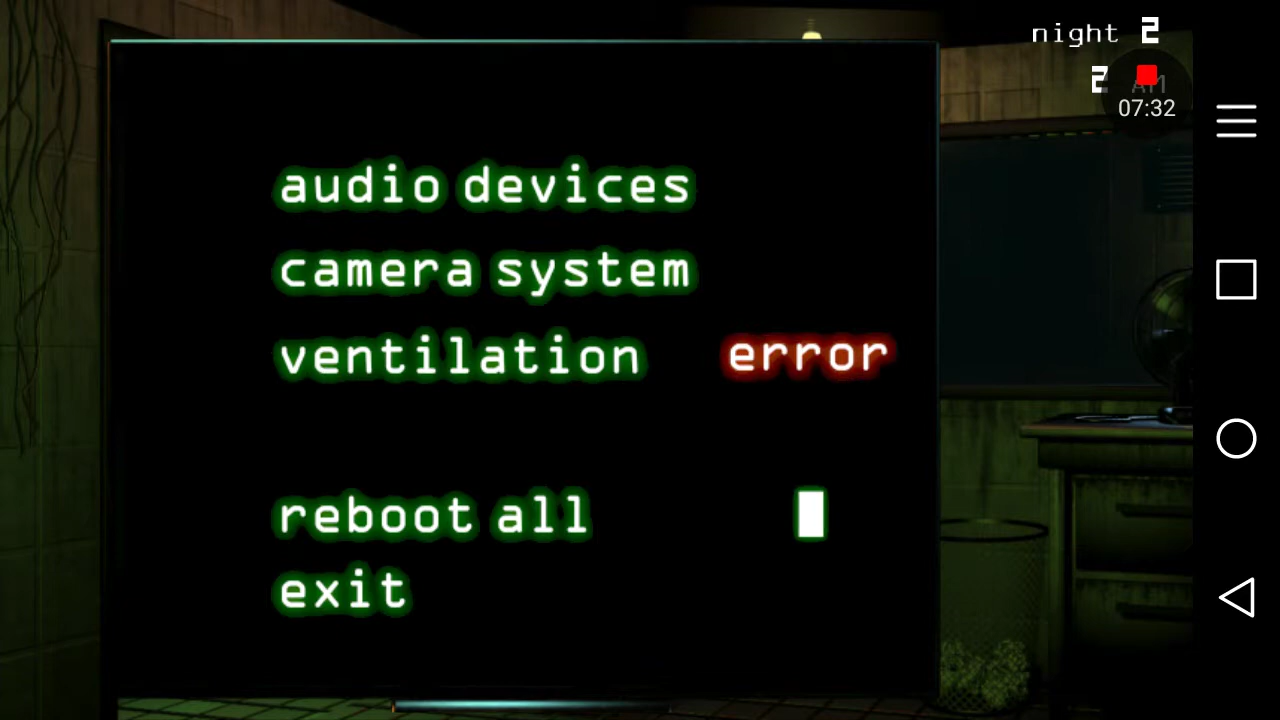 night 2
2 AM
07:32
audio devices
camera system
ventilation error
reboot all
exit